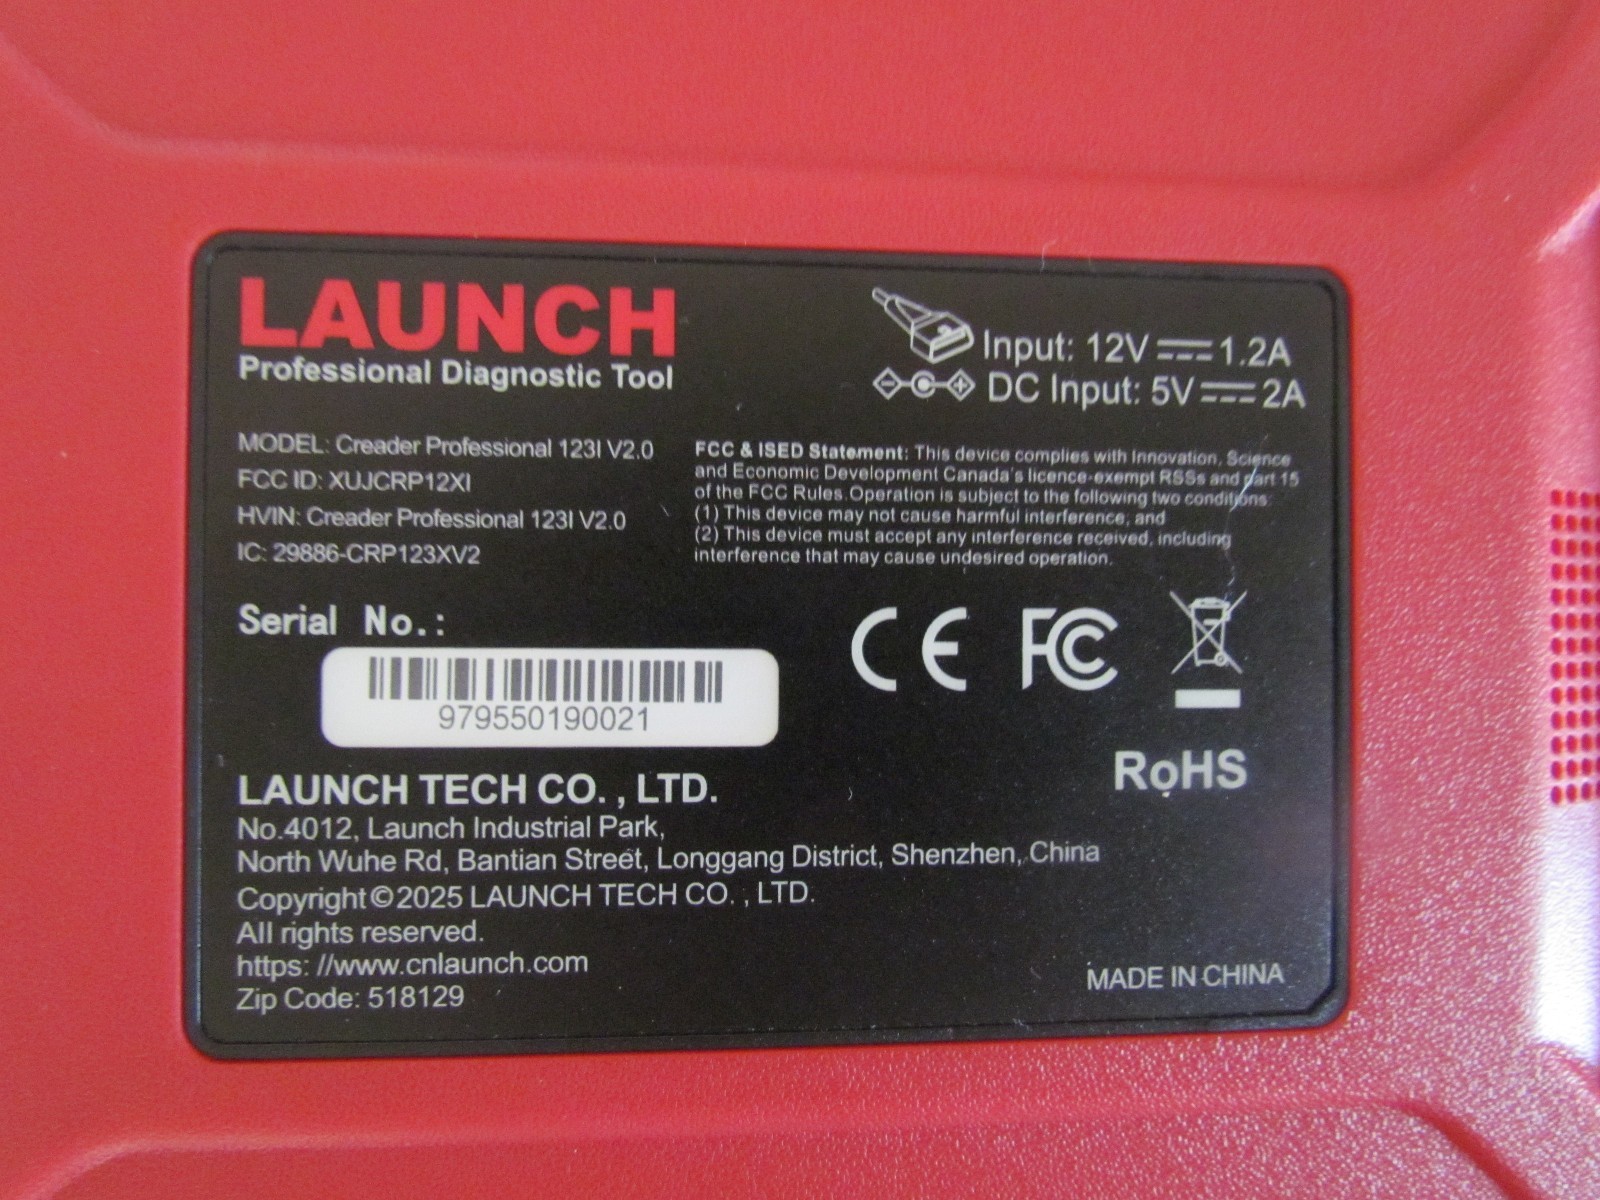 LAUNCH
Professional Diagnostic Tool
Input: 12V 1.2A
DC Input: 5V 2A
MODEL: Creader Professional 123I V2.0
FCC ID: XUJCRP12XI
HVIN: Creader Professional 123I V2.0
IC: 29886-CRP123XV2
FCC & ISED Statement: This device complies with Innovation, Science
and Economic Development Canada's licence-exempt RSSs and part 15
of the FCC Rules. Operation is subject to the following two conditions:
(1) This device may not cause harmful interference, and
(2) This device must accept any interference received, including
interference that may cause undesired operation.
Serial No.:
979550190021
CE FC
RoHS
LAUNCH TECH CO., LTD.
No.4012, Launch Industrial Park,
North Wuhe Rd, Bantian Street, Longgang District, Shenzhen, China
Copyright©2025 LAUNCH TECH CO., LTD.
All rights reserved.
https: //www.cnlaunch.com
Zip Code: 518129
MADE IN CHINA